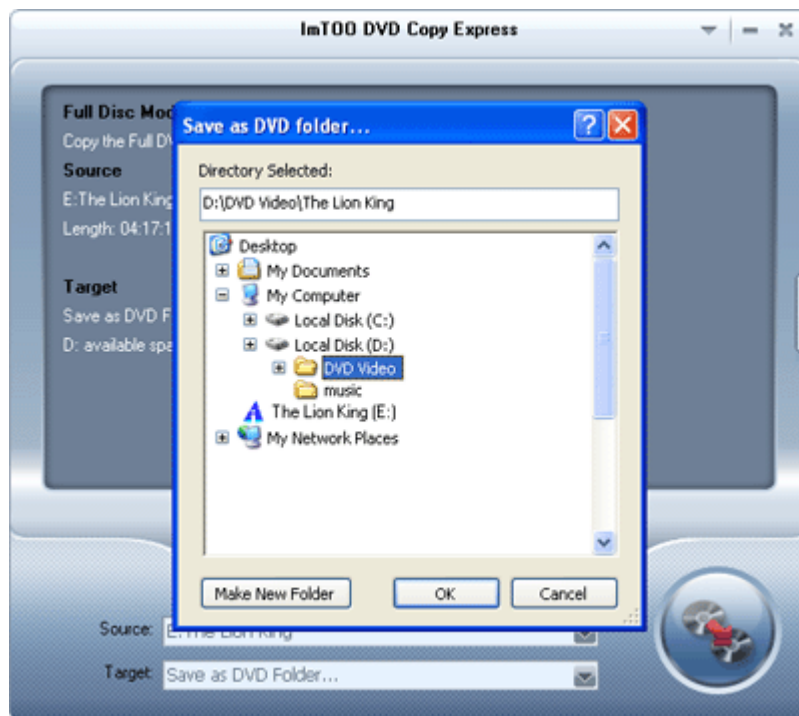 ImTOO DVD Copy Express
Full Disc Mod
Copy the Full D
Source
E:The Lion King
Length: 04:17:1
Target
Save as DVD F
D: available spa
Save as DVD folder...
Directory Selected:
D:\DVD Video\The Lion King
Desktop
My Documents
My Computer
Local Disk (C:)
Local Disk (D:)
DVD Video
music
The Lion King (E:)
My Network Places
Make New Folder
OK
Cancel
Source: E:The Lion King
Target: Save as DVD Folder...